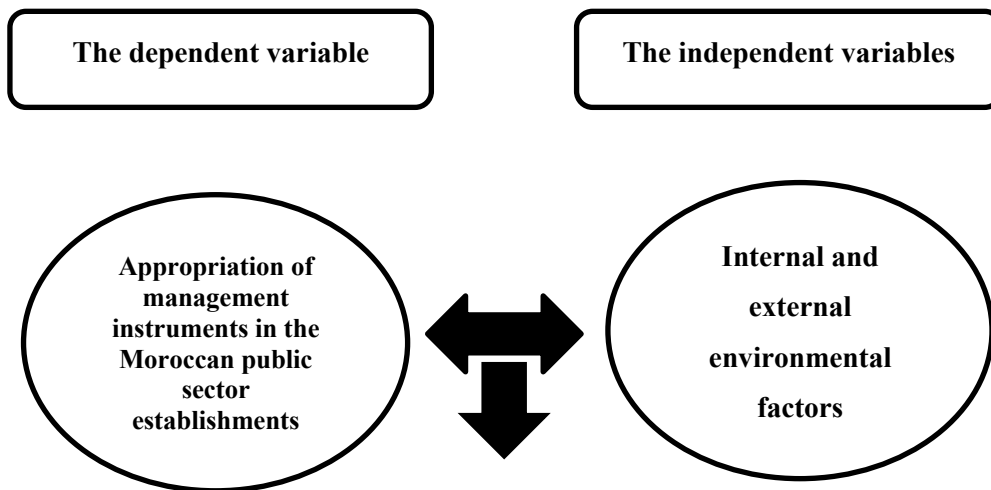 The dependent variable
The independent variables
Appropriation of
management
instruments in the
Moroccan public
sector
establishments
Internal and
external
environmental
factors